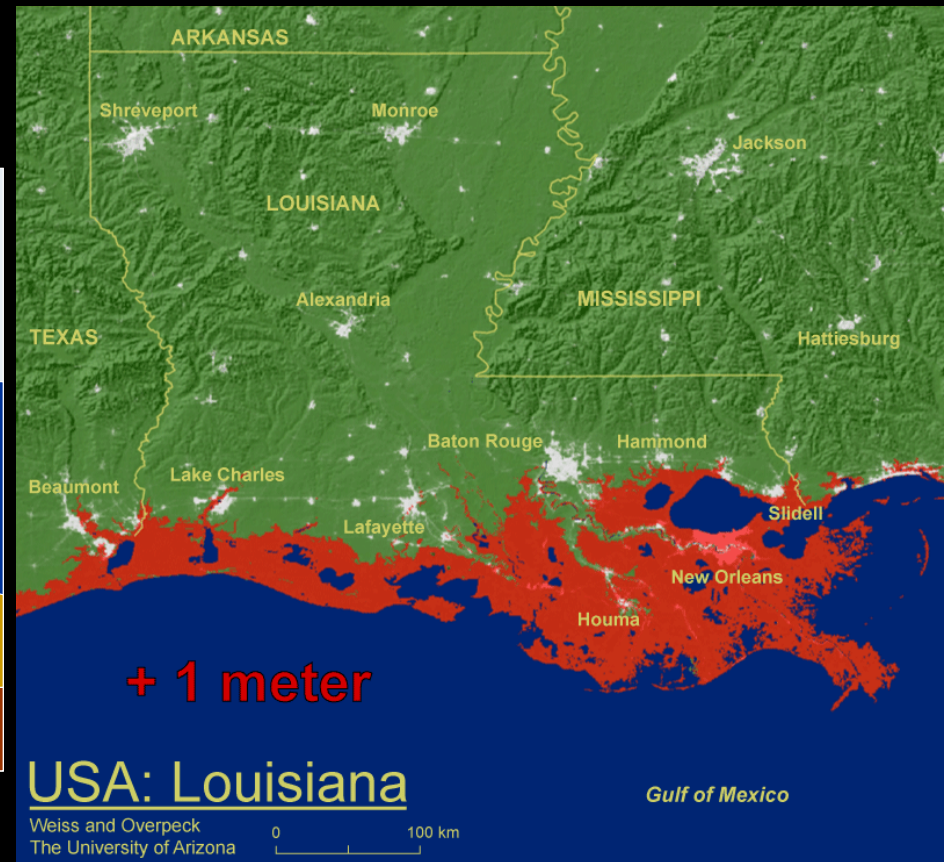 ARKANSAS
Shreveport
Monroe
Jackson
LOUISIANA
Alexandria
MISSISSIPPI
TEXAS
Hattiesburg
Baton Rouge
Hammond
Lake Charles
Beaumont
Slidell
Lafayette
New Orleans
Houma
+ 1 meter
USA: Louisiana
Gulf of Mexico
Weiss and Overpeck
0 100 km
The University of Arizona